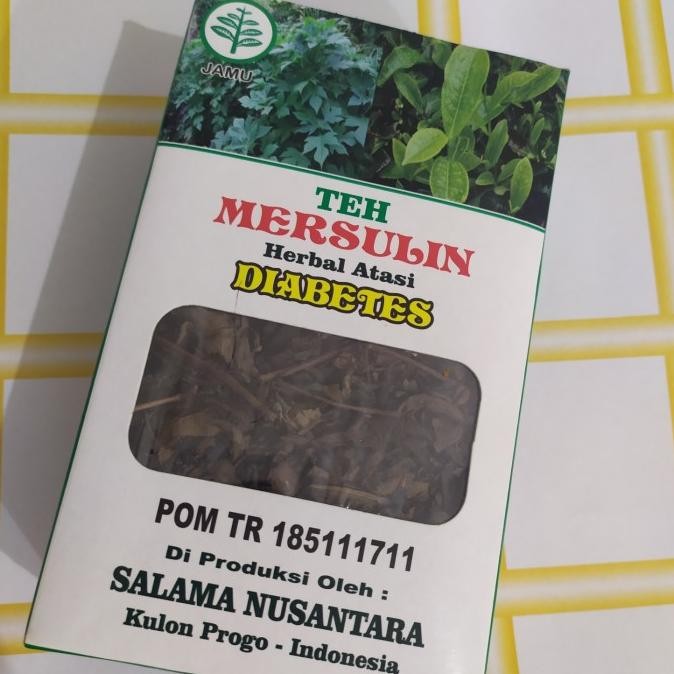 JAMU
TEH
MERSULIN
Herbal Atasi
DIABETES
POM TR 185111711
Di Produksi Oleh :
SALAMA NUSANTARA
Kulon Progo - Indonesia